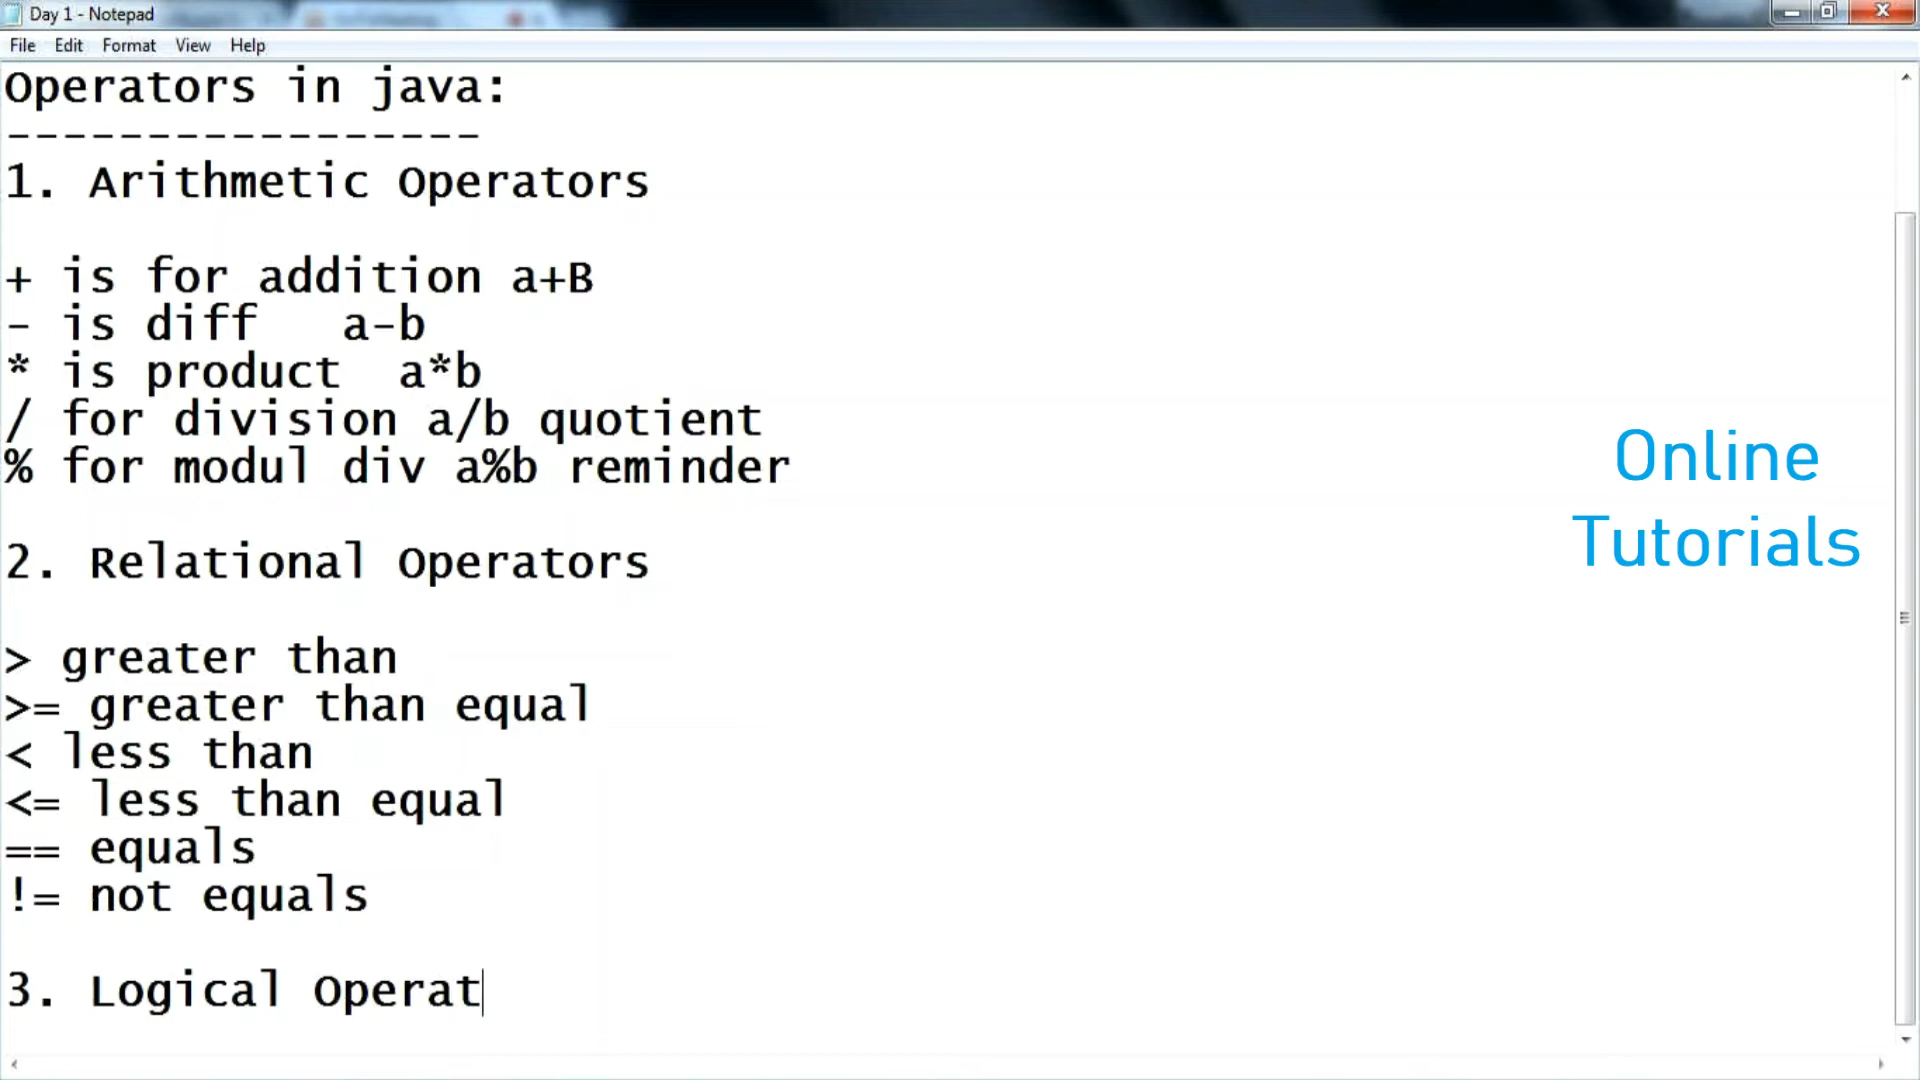 Day 1 - Notepad
File Edit Format View Help
Operators in java:
-----------------
1. Arithmetic Operators
+ is for addition a+B
- is diff   a-b
* is product  a*b
/ for division a/b quotient
% for modul div a%b reminder
2. Relational Operators
> greater than
>= greater than equal
< less than
<= less than equal
== equals
!= not equals
3. Logical Operat
Online
Tutorials